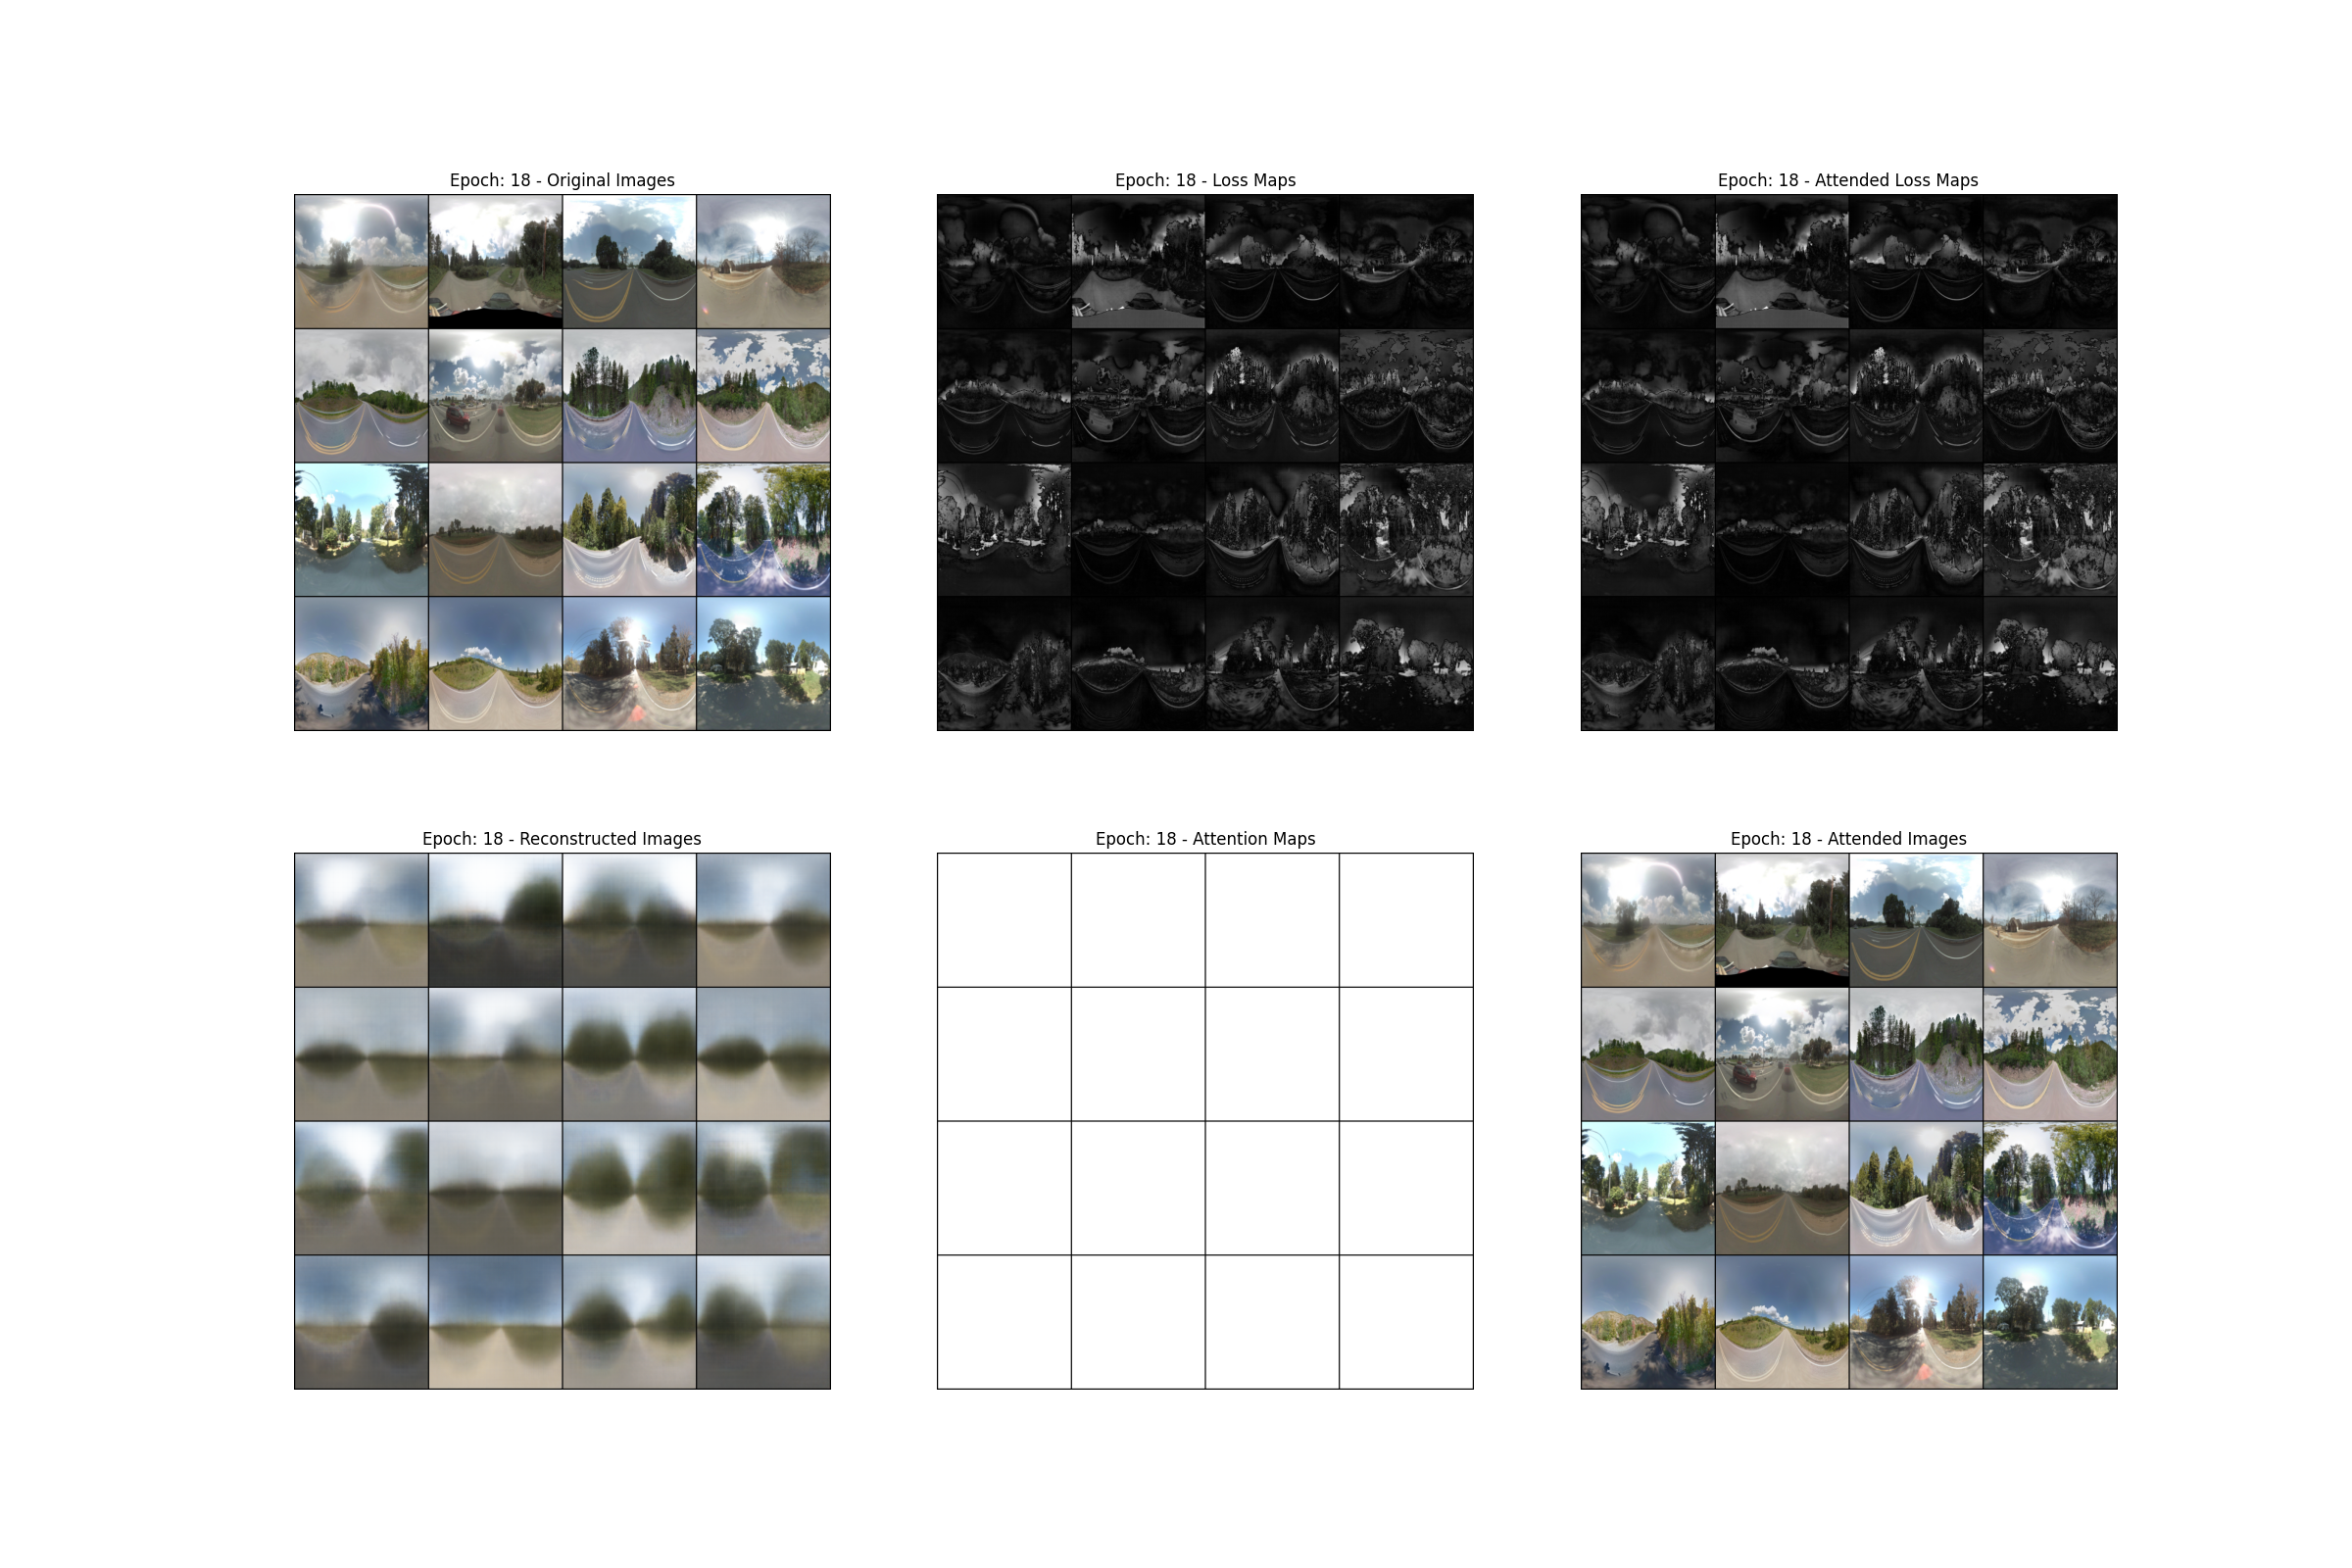 Epoch: 18 - Original Images
Epoch: 18 - Loss Maps
Epoch: 18 - Attended Loss Maps
Epoch: 18 - Reconstructed Images
Epoch: 18 - Attention Maps
Epoch: 18 - Attended Images